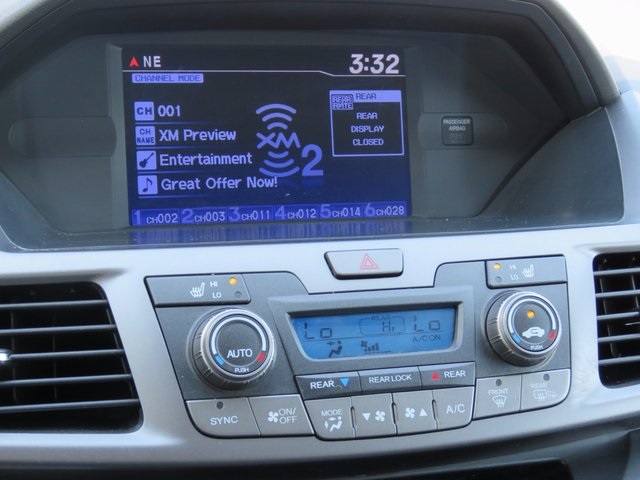 NE 3:32
CHANNEL MODE
CH 001
CH NAME XM Preview
Entertainment
Great Offer Now!
XM 2
REAR
REAR
DISPLAY
CLOSED
1 CH002 2 CH003 3 CH011 4 CH012 5 CH014 6 CH028
PASSENGER
AIRBAG
HI
LO
HI
LO
AUTO
PUSH
REAR
Lo Hi Lo
A/C ON
PUSH
REAR REAR LOCK REAR
SYNC ON/OFF MODE A/C FRONT REAR